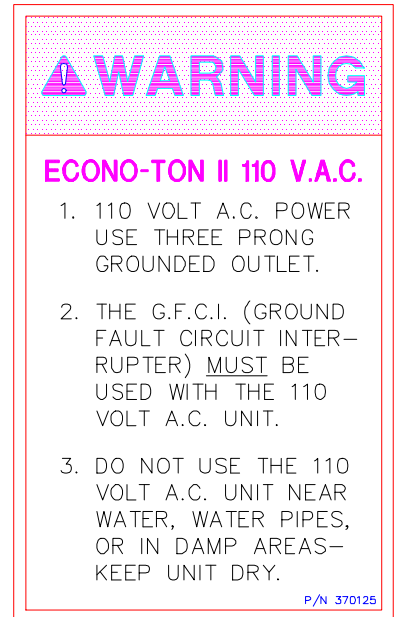 WARNING
ECONO-TON II 110 V.A.C.
1. 110 VOLT A.C. POWER
USE THREE PRONG
GROUNDED OUTLET.
2. THE G.F.C.I. (GROUND
FAULT CIRCUIT INTER-
RUPTER) MUST BE
USED WITH THE 110
VOLT A.C. UNIT.
3. DO NOT USE THE 110
VOLT A.C. UNIT NEAR
WATER, WATER PIPES,
OR IN DAMP AREAS-
KEEP UNIT DRY.
P/N 370125